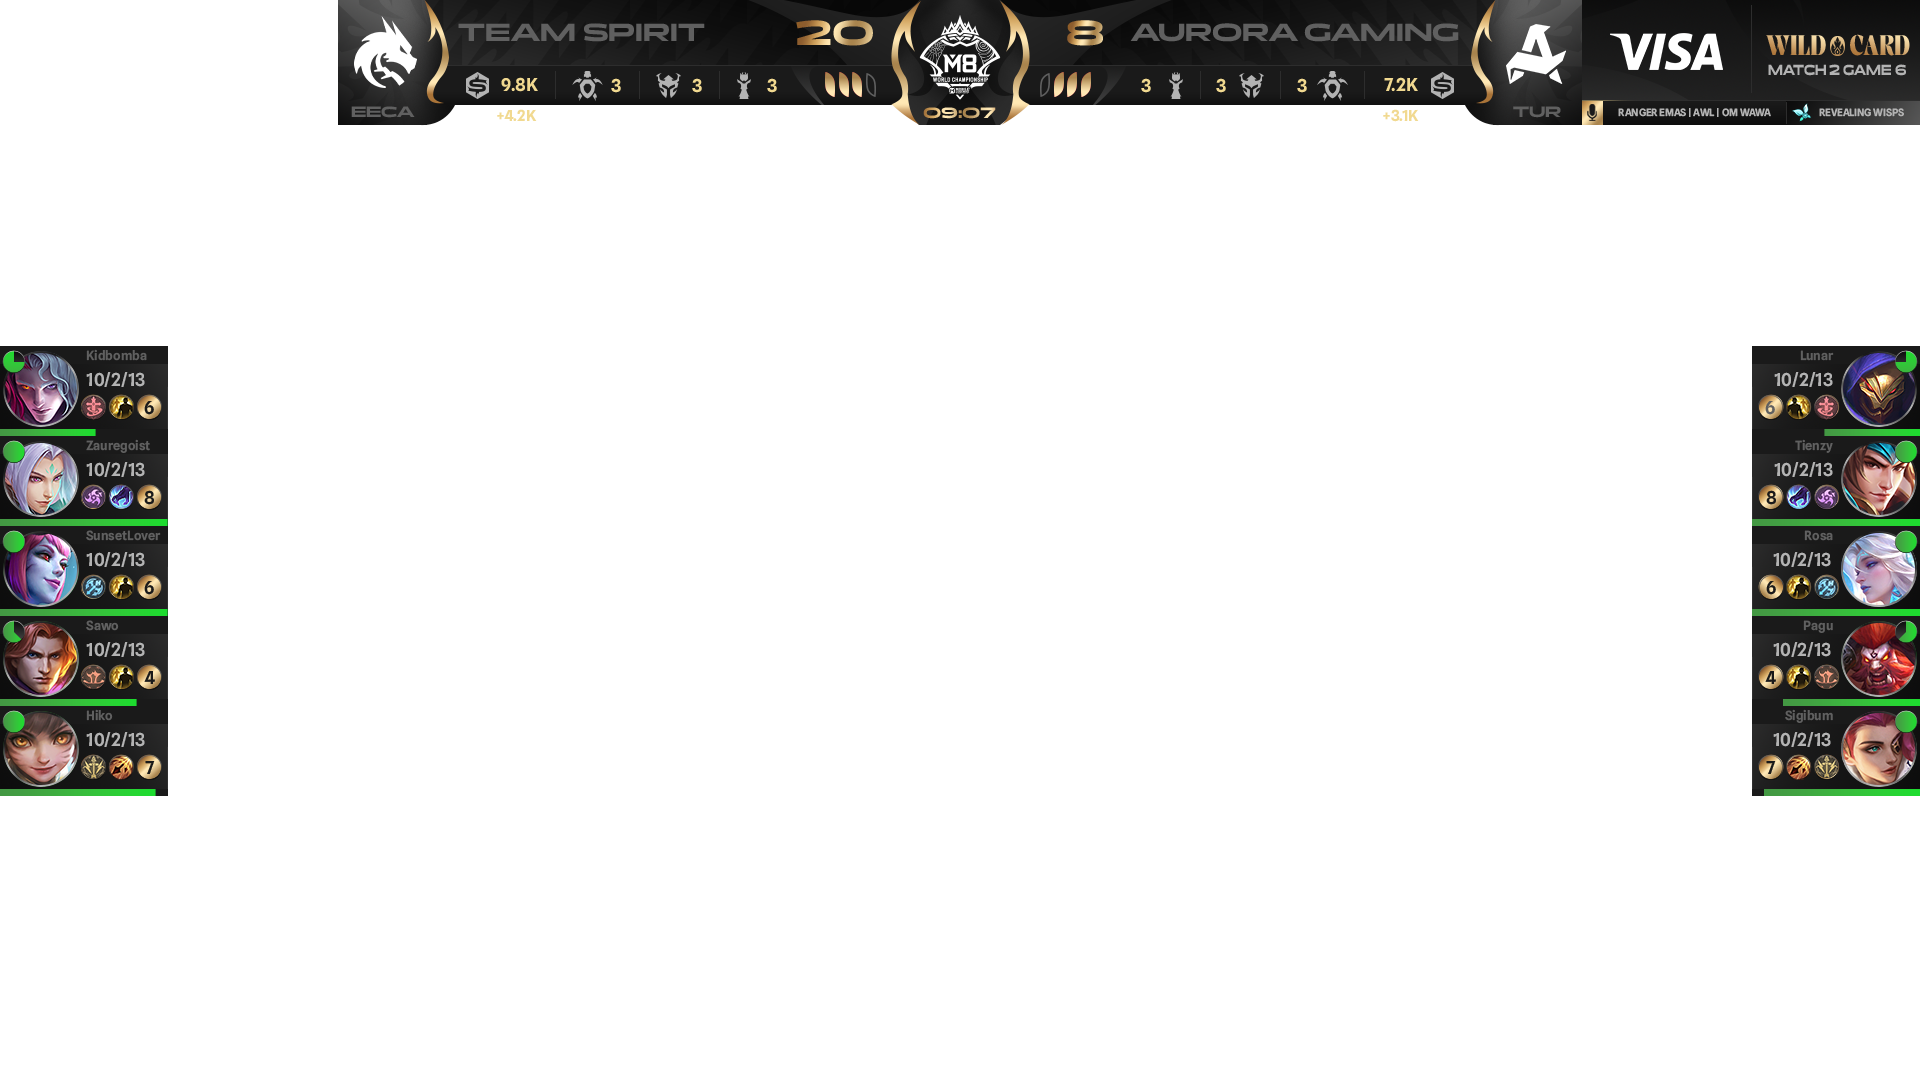 TEAM SPIRIT 20 8 AURORA GAMING
M8
WORLD CHAMPIONSHIP
9.8K 3 3 3
3 3 3 7.2K
EECA
+4.2K
09:07
+3.1K
TUR
VISA
WILD CARD
MATCH 2 GAME 6
RANGER EMAS | AWL | OM WAWA
REVEALING WISPS
Kidbomba
10/2/13
6
Zauregoist
10/2/13
8
SunsetLover
10/2/13
6
Sawo
10/2/13
4
Hiko
10/2/13
7
Lunar
10/2/13
6
Tienzy
10/2/13
8
Rosa
10/2/13
6
Pagu
10/2/13
4
Sigibum
10/2/13
7